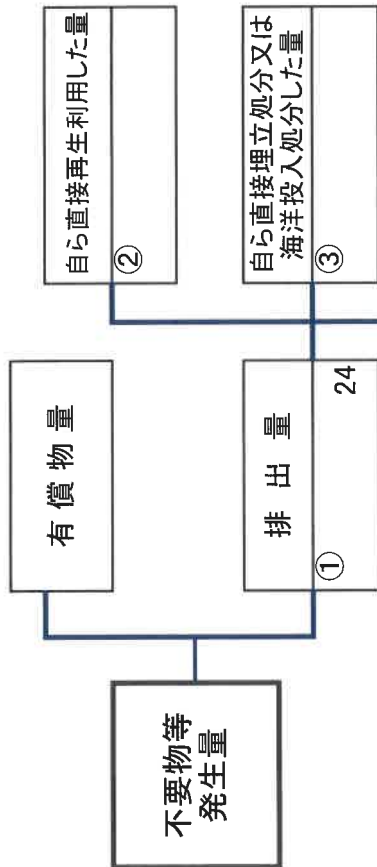 不要物等
発生量
有償物量
排出量
①
24
自ら直接再生利用した量
②
自ら直接埋立処分又は
海洋投入処分した量
③